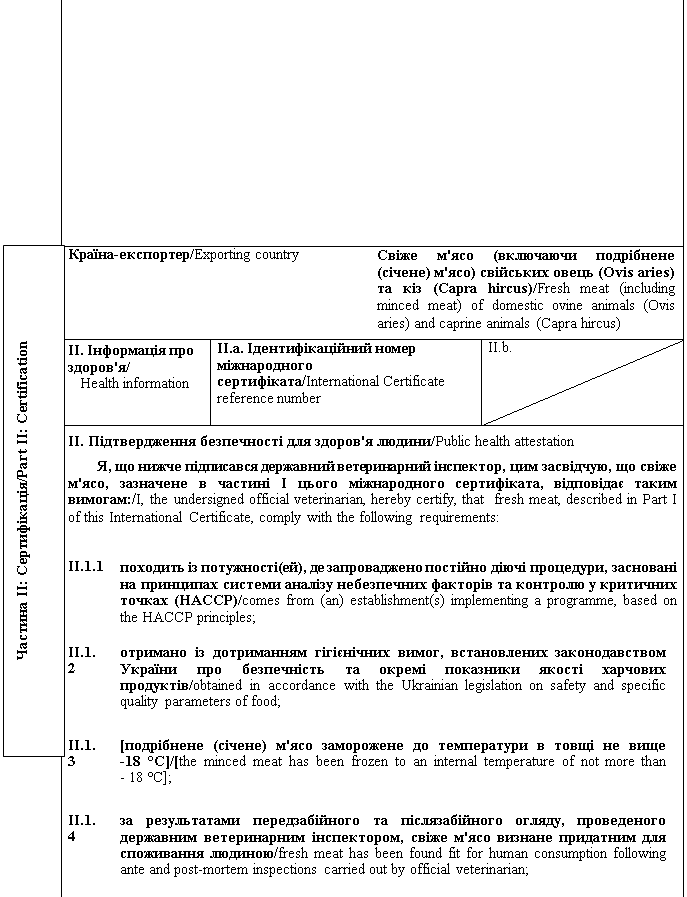 Країна-експортер/Exporting country
Свіже м'ясо (включаючи подрібнене
(січене) м'ясо) свійських овець (Ovis aries)
та кіз (Capra hircus)/Fresh meat (including
minced meat) of domestic ovine animals (Ovis
aries) and caprine animals (Capra hircus)
II. Інформація про
здоров'я/
Health information
II.a. Ідентифікаційний номер
міжнародного
сертифіката/International Certificate
reference number
II.b.
Частина II: Сертифікація/Part II: Certification
II. Підтвердження безпечності для здоров'я людини/Public health attestation
Я, що нижче підписався державний ветеринарний інспектор, цим засвідчую, що свіже
м'ясо, зазначене в частині I цього міжнародного сертифіката, відповідає таким
вимогам:/I, the undersigned official veterinarian, hereby certify, that fresh meat, described in Part I
of this International Certificate, comply with the following requirements:
II.1.1 походить із потужності(ей), де запроваджено постійно діючі процедури, засновані
на принципах системи аналізу небезпечних факторів та контролю у критичних
точках (HACCP)/comes from (an) establishment(s) implementing a programme, based on
the HACCP principles;
II.1. отримано із дотриманням гігієнічних вимог, встановлених законодавством
2 України про безпечність та окремі показники якості харчових
продуктів/obtained in accordance with the Ukrainian legislation on safety and specific
quality parameters of food;
II.1. [подрібнене (січене) м'ясо заморожене до температури в товщі не вище
3 -18 °C]/[the minced meat has been frozen to an internal temperature of not more than
- 18 °C];
II.1. за результатами передзабійного та післязабійного огляду, проведеного
4 державним ветеринарним інспектором, свіже м'ясо визнане придатним для
споживання людиною/fresh meat has been found fit for human consumption following
ante and post-mortem inspections carried out by official veterinarian;